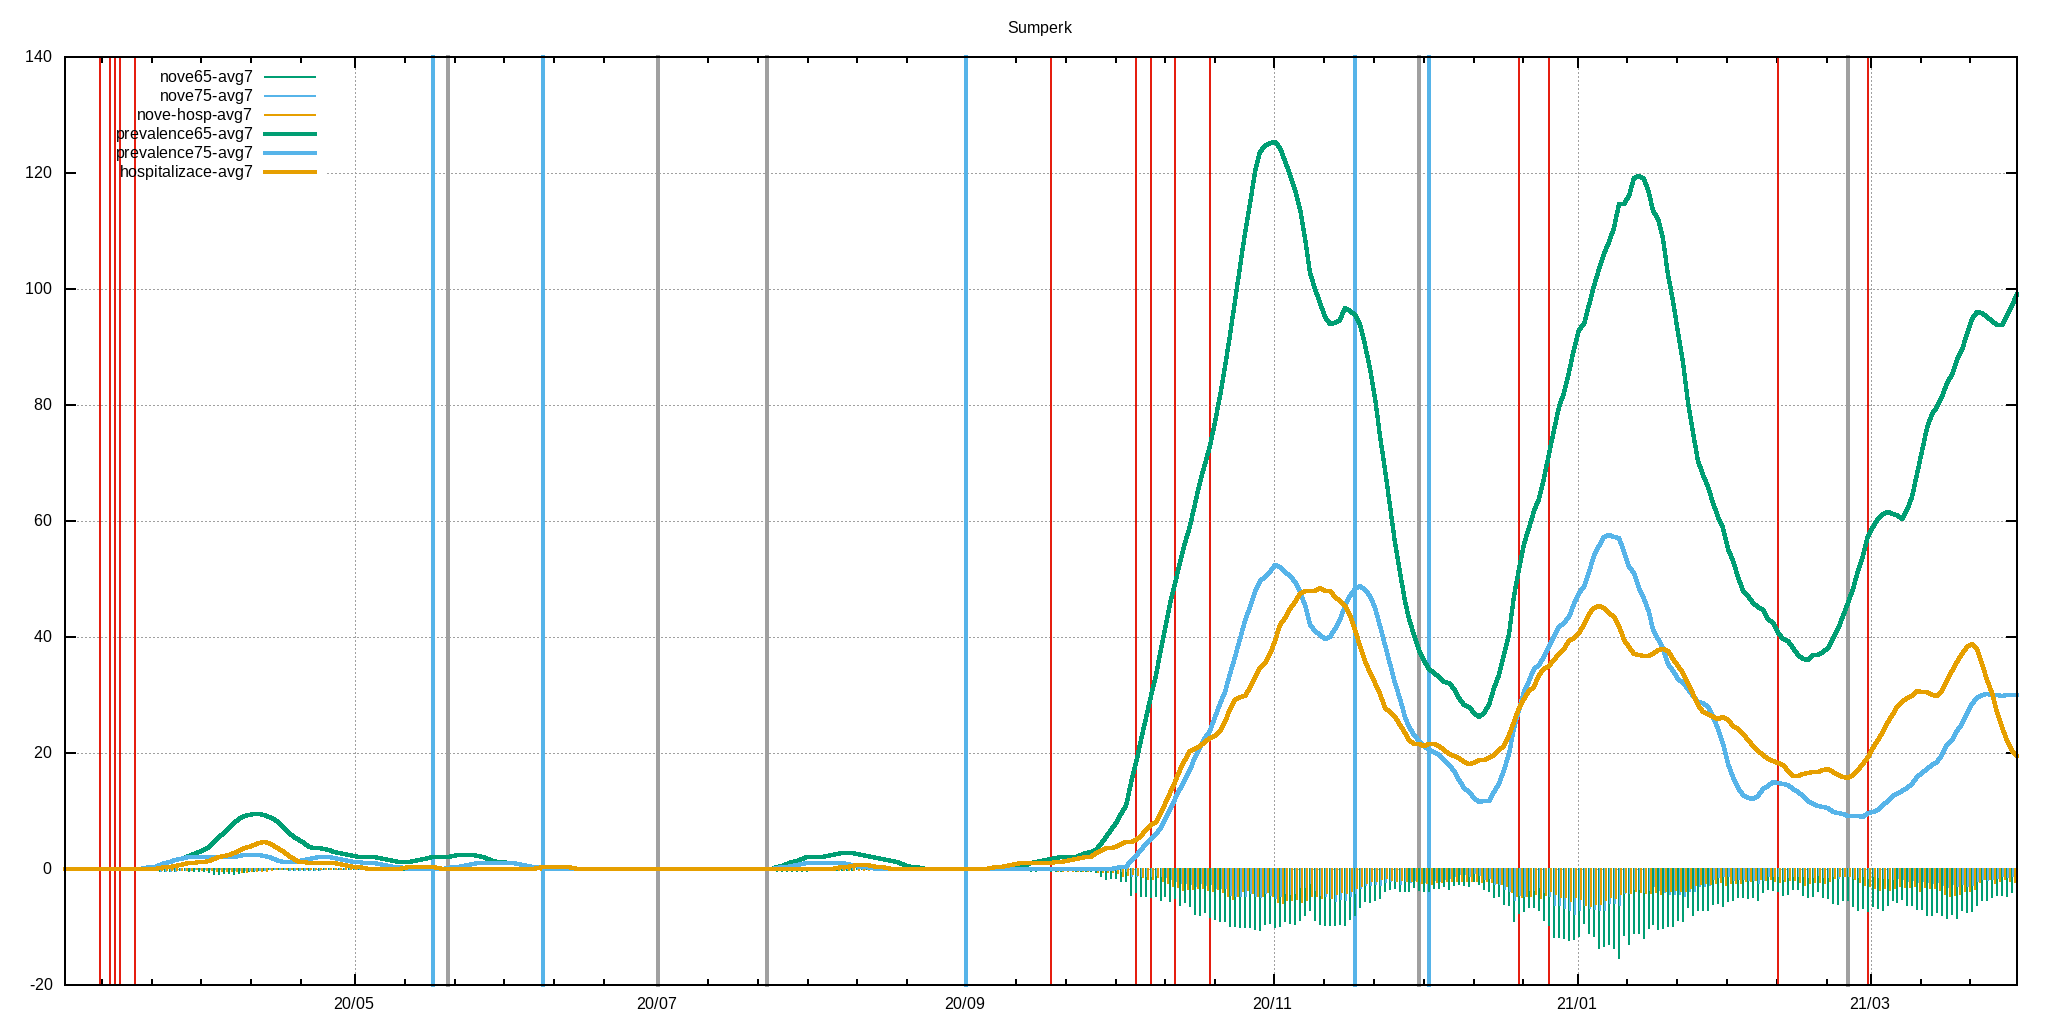 Sumperk
140
120
100
80
60
40
20
0
-20
nove65-avg7
nove75-avg7
nove-hosp-avg7
prevalence65-avg7
prevalence75-avg7
hospitalizace-avg7
20/05 20/07 20/09 20/11 21/01 21/03